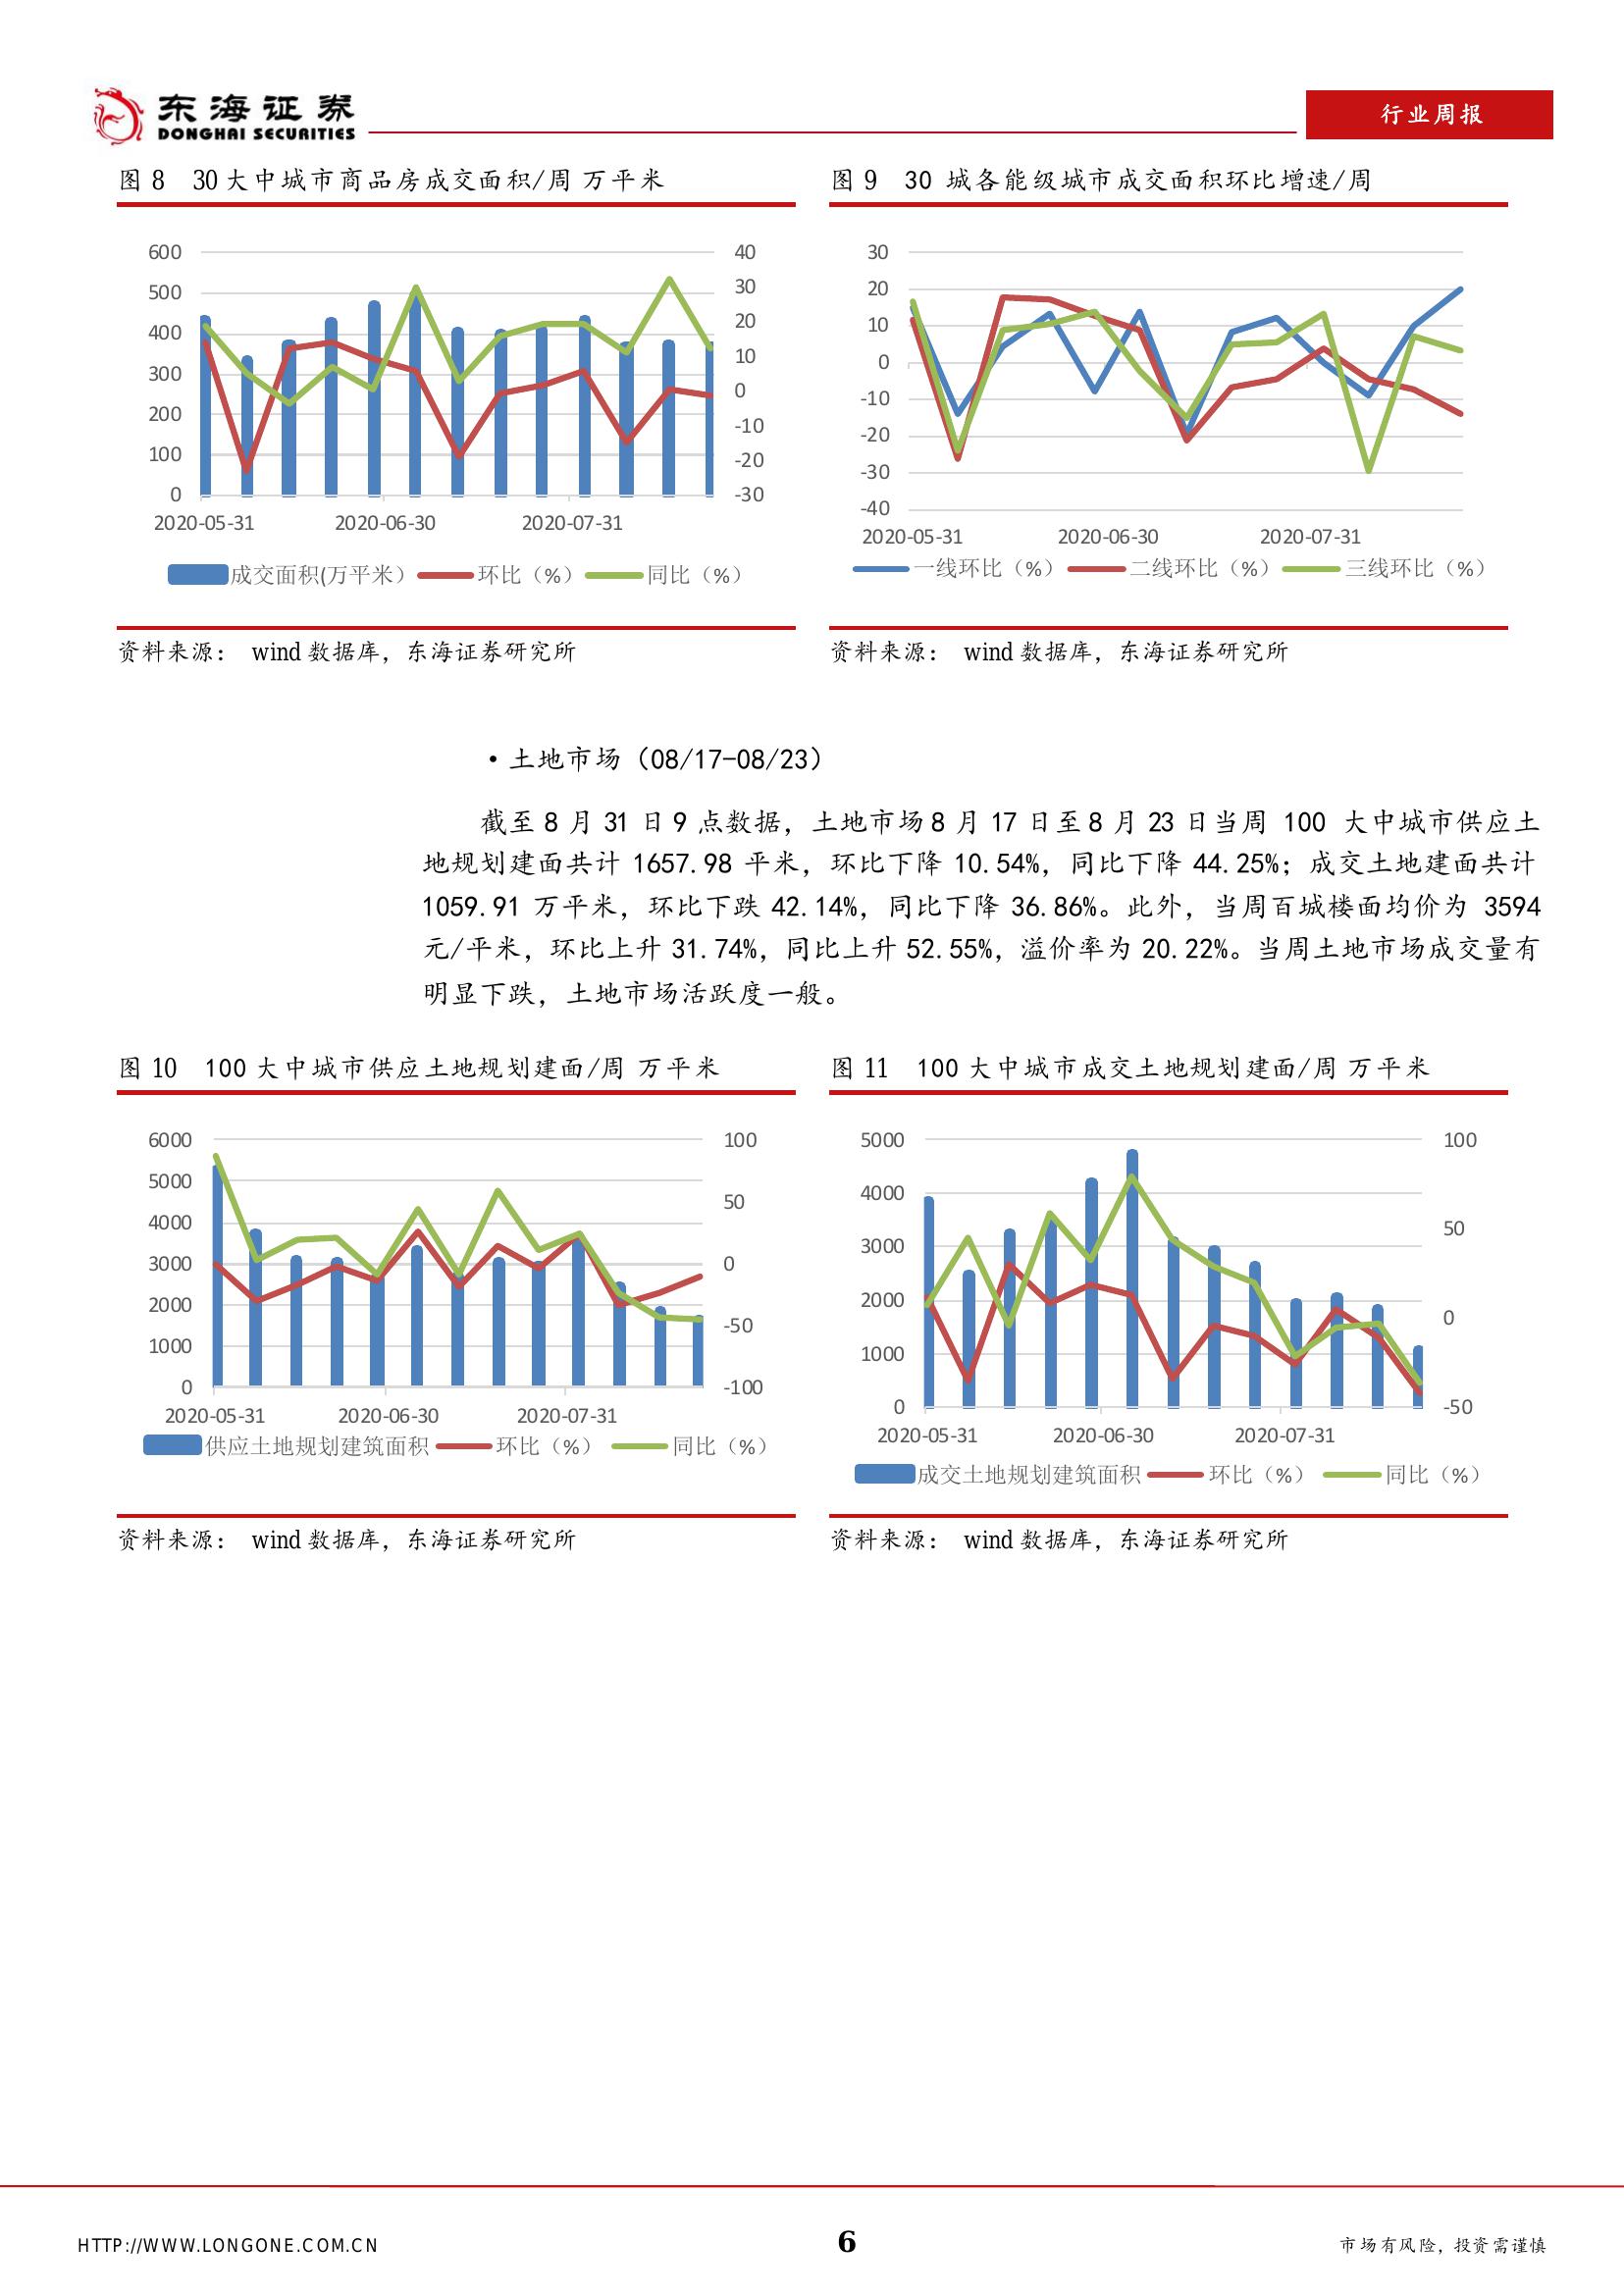 东海证券
DONGHAI SECURITIES
行业周报
图 8 30 大中城市商品房成交面积/周 万平米
600
500
400
300
200
100
0
40
30
20
10
0
-10
-20
-30
2020-05-31 2020-06-30 2020-07-31
成交面积(万平米) 环比（%） 同比（%）
资料来源： wind 数据库，东海证券研究所
图 9 30 城各能级城市成交面积环比增速/周
30
20
10
0
-10
-20
-30
-40
2020-05-31 2020-06-30 2020-07-31
一线环比（%） 二线环比（%） 三线环比（%）
资料来源： wind 数据库，东海证券研究所
·土地市场（08/17-08/23）
截至 8 月 31 日 9 点数据，土地市场 8 月 17 日至 8 月 23 日当周 100 大中城市供应土
地规划建面共计 1657.98 平米，环比下降 10.54%，同比下降 44.25%；成交土地建面共计
1059.91 万平米，环比下跌 42.14%，同比下降 36.86%。此外，当周百城楼面均价为 3594
元/平米，环比上升 31.74%，同比上升 52.55%，溢价率为 20.22%。当周土地市场成交量有
明显下跌，土地市场活跃度一般。
图 10 100 大中城市供应土地规划建面/周 万平米
6000
5000
4000
3000
2000
1000
0
100
50
0
-50
-100
2020-05-31 2020-06-30 2020-07-31
供应土地规划建筑面积 环比（%） 同比（%）
资料来源： wind 数据库，东海证券研究所
图 11 100 大中城市成交土地规划建面/周 万平米
5000
4000
3000
2000
1000
0
100
50
0
-50
2020-05-31 2020-06-30 2020-07-31
成交土地规划建筑面积 环比（%） 同比（%）
资料来源： wind 数据库，东海证券研究所
HTTP://WWW.LONGONE.COM.CN
6
市场有风险，投资需谨慎